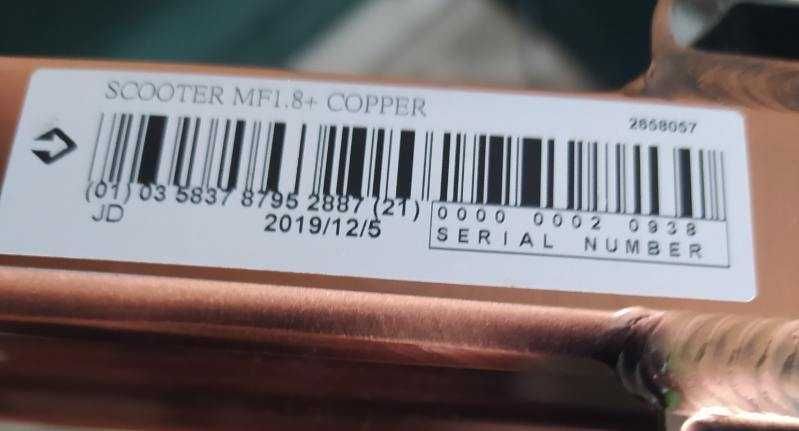 SCOOTER MF1.8+ COPPER
2658057
(01) 03 5837 8795 2887 (21) 0000 0002 0938
JD 2019/12/5 SERIAL NUMBER